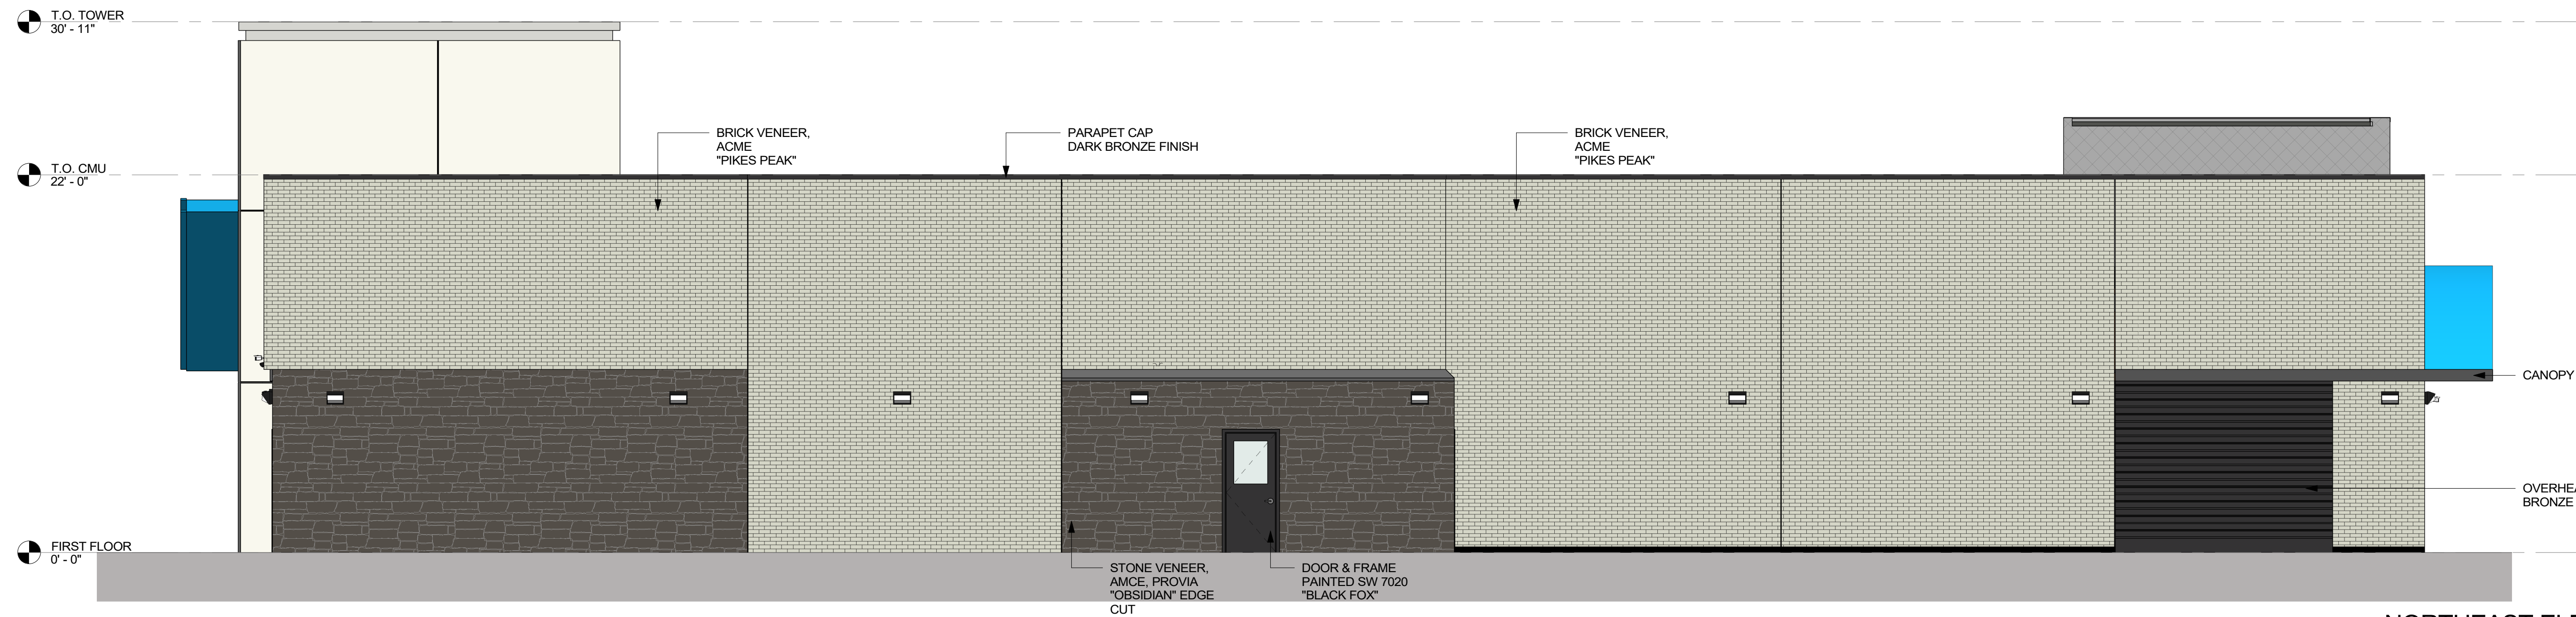 T.O. TOWER
30' - 11"
BRICK VENEER,
ACME
"PIKES PEAK"
PARAPET CAP
DARK BRONZE FINISH
BRICK VENEER,
ACME
"PIKES PEAK"
T.O. CMU
22' - 0"
CANOPY
BRONZE
FIRST FLOOR
0' - 0"
STONE VENEER,
AMCE, PROVIA
"OBSIDIAN" EDGE
CUT
DOOR & FRAME
PAINTED SW 7020
"BLACK FOX"